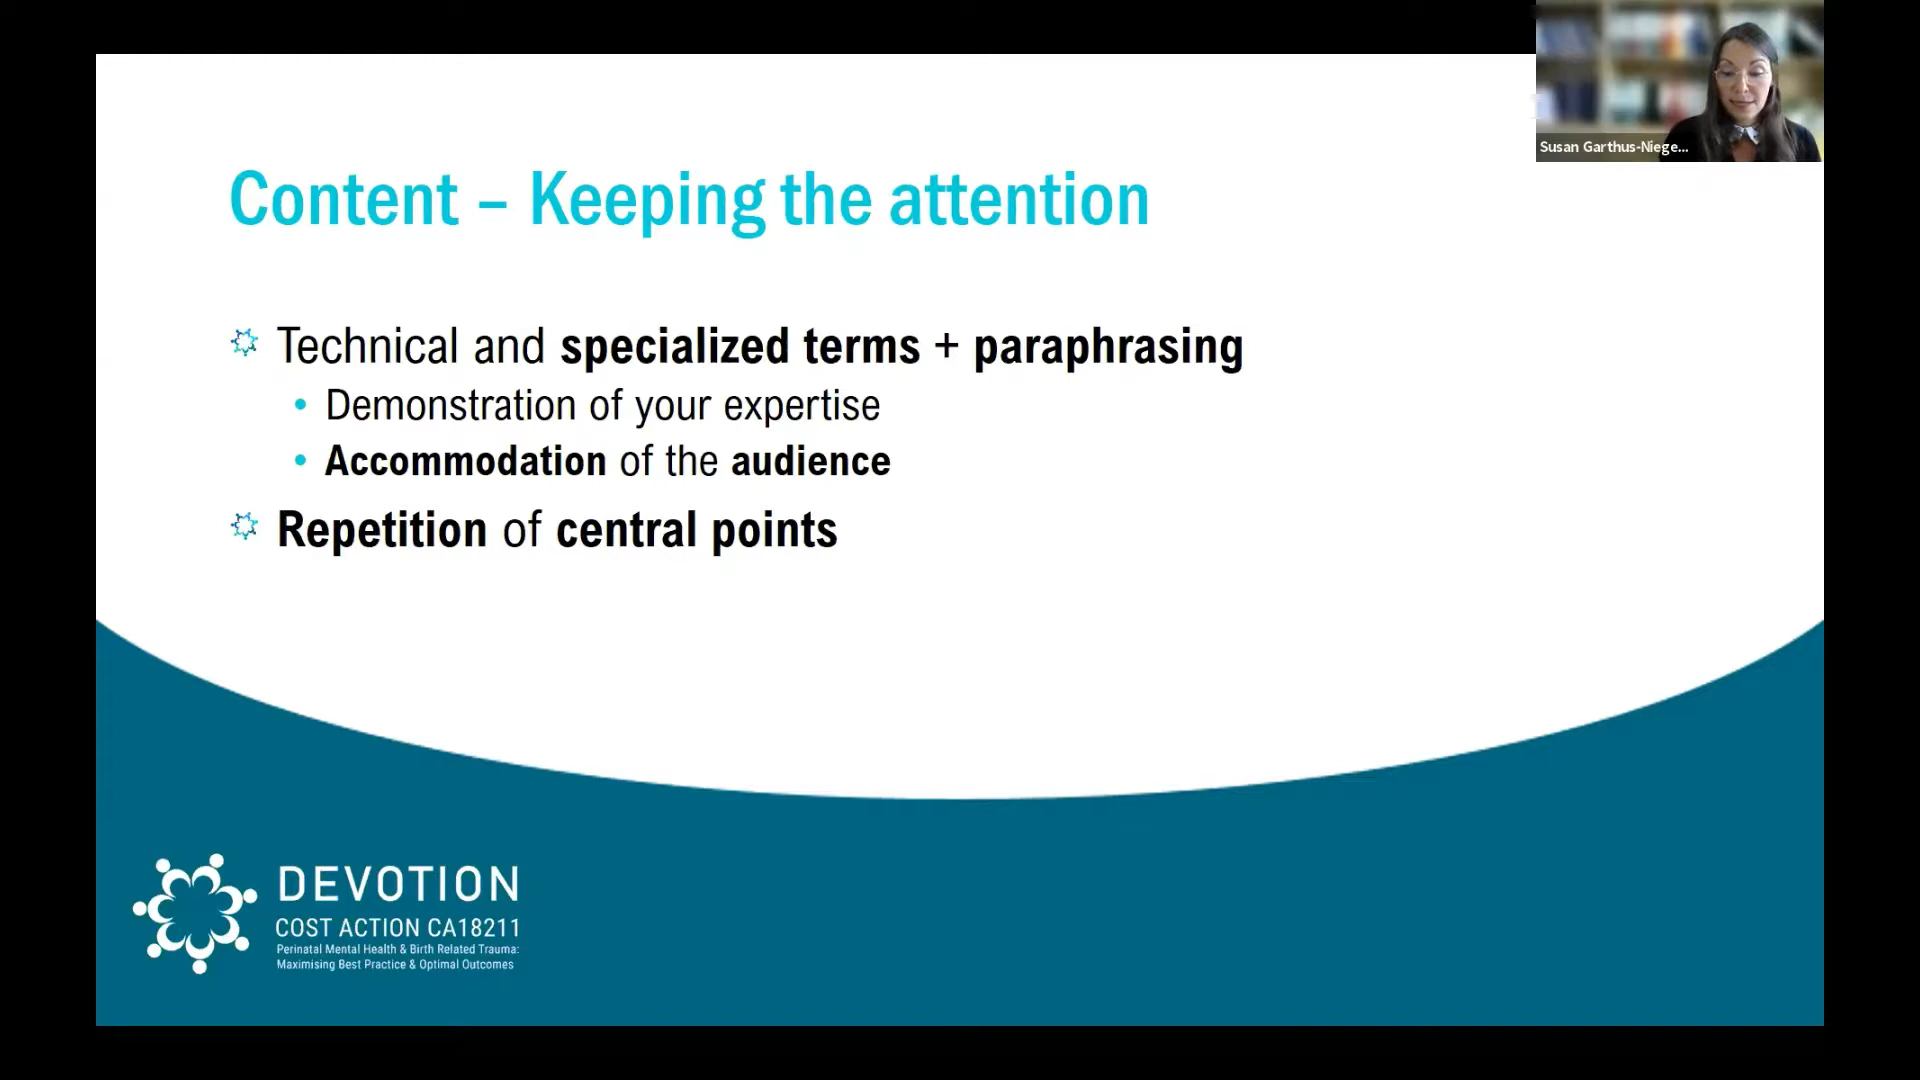 Susan Garthus-Niege...
Content – Keeping the attention
Technical and specialized terms + paraphrasing
• Demonstration of your expertise
• Accommodation of the audience
Repetition of central points
DEVOTION
COST ACTION CA18211
Perinatal Mental Health & Birth Related Trauma:
Maximising Best Practice & Optimal Outcomes